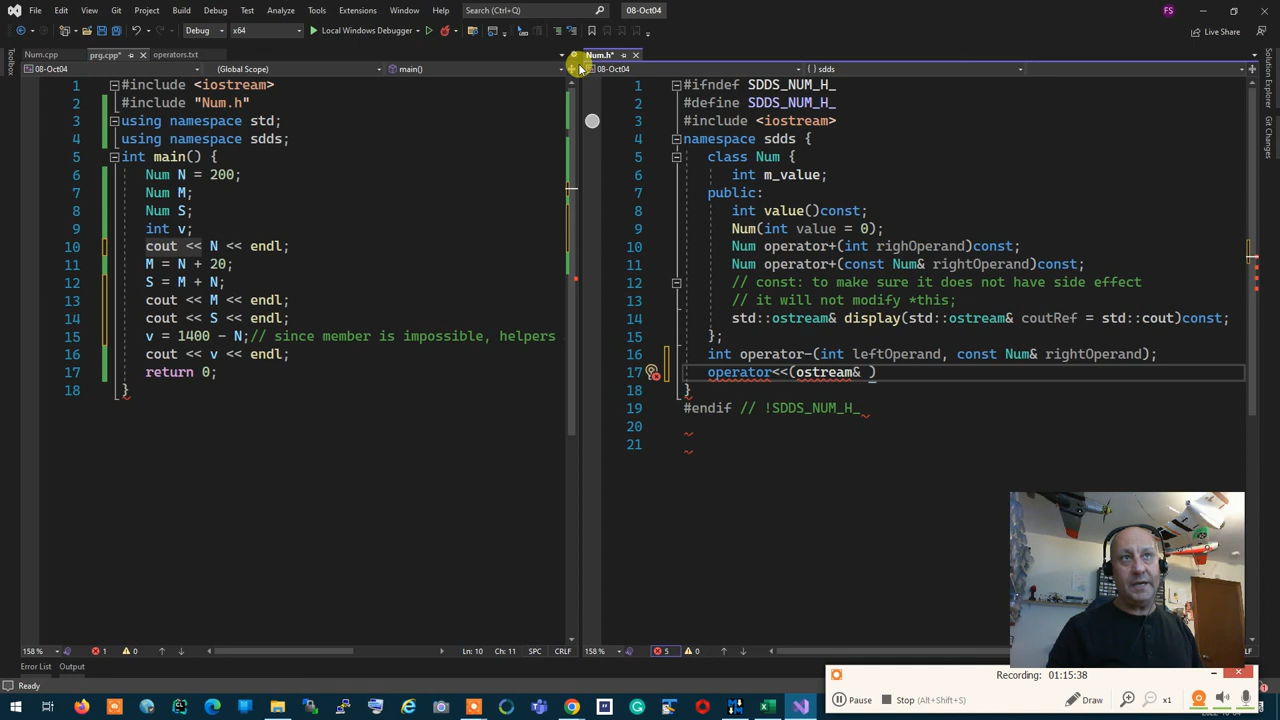 File Edit View Git Project Build Debug Test Analyze Tools Extensions Window Help Search (Ctrl+Q) 08-Oct04 FS
Debug x64 Local Windows Debugger Live Share
Num.cpp prg.cpp* operators.txt Num.h*
08-Oct04 (Global Scope) main() 08-Oct04 { } sdds
Toolbox
1 #include <iostream>
2 #include "Num.h"
3 using namespace std;
4 using namespace sdds;
5 int main() {
6 Num N = 200;
7 Num M;
8 Num S;
9 int v;
10 cout << N << endl;
11 M = N + 20;
12 S = M + N;
13 cout << M << endl;
14 cout << S << endl;
15 v = 1400 - N;// since member is impossible, helpers
16 cout << v << endl;
17 return 0;
18 }
1 #ifndef SDDS_NUM_H_
2 #define SDDS_NUM_H_
3 #include <iostream>
4 namespace sdds {
5 class Num {
6 int m_value;
7 public:
8 int value()const;
9 Num(int value = 0);
10 Num operator+(int righOperand)const;
11 Num operator+(const Num& rightOperand)const;
12 // const: to make sure it does not have side effect
13 // it will not modify *this;
14 std::ostream& display(std::ostream& coutRef = std::cout)const;
15 };
16 int operator-(int leftOperand, const Num& rightOperand);
17 operator<<(ostream& )
18 }
19 #endif // !SDDS_NUM_H_
20
21
Solution Explorer
Git Changes
158 % 1 0 Ln: 10 Ch: 11 SPC CRLF 158 % 5 0
Error List Output
Ready
Recording: 01:15:38
Pause Stop (Alt+Shift+S) Draw x1